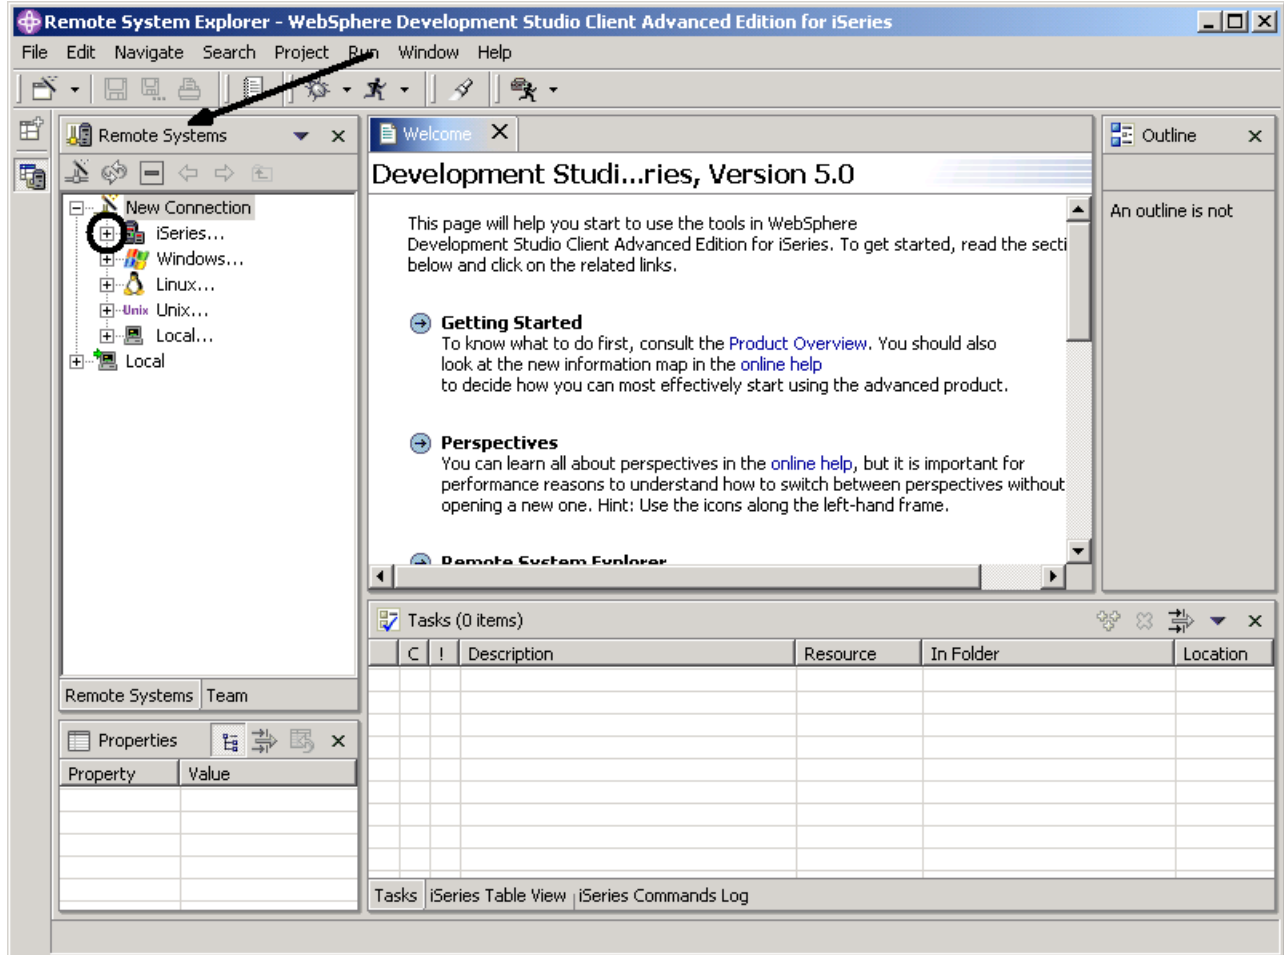 Remote System Explorer - WebSphere Development Studio Client Advanced Edition for iSeries
File Edit Navigate Search Project Run Window Help
Remote Systems
New Connection
iSeries...
Windows...
Linux...
Unix Unix...
Local...
Local
Remote Systems Team
Properties
Property Value
Welcome
Development Studi...ries, Version 5.0
This page will help you start to use the tools in WebSphere
Development Studio Client Advanced Edition for iSeries. To get started, read the secti
below and click on the related links.
Getting Started
To know what to do first, consult the Product Overview. You should also
look at the new information map in the online help
to decide how you can most effectively start using the advanced product.
Perspectives
You can learn all about perspectives in the online help, but it is important for
performance reasons to understand how to switch between perspectives without
opening a new one. Hint: Use the icons along the left-hand frame.
Remote System Explorer
Outline
An outline is not
Tasks (0 items)
C ! Description Resource In Folder Location
Tasks iSeries Table View iSeries Commands Log